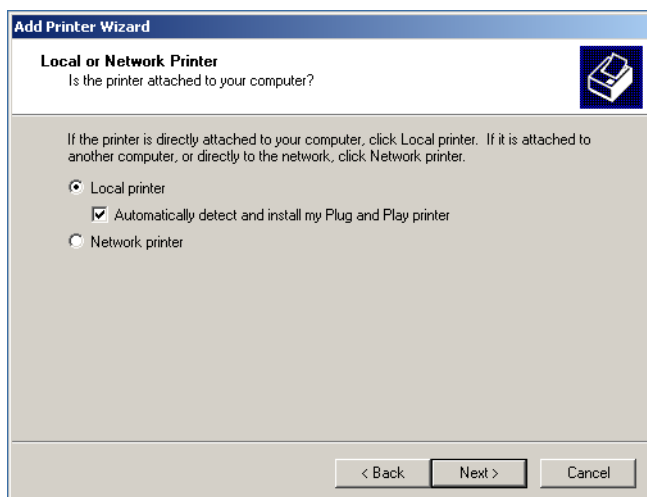 Add Printer Wizard
Local or Network Printer
Is the printer attached to your computer?
If the printer is directly attached to your computer, click Local printer.  If it is attached to
another computer, or directly to the network, click Network printer.
Local printer
Automatically detect and install my Plug and Play printer
Network printer
< Back
Next >
Cancel